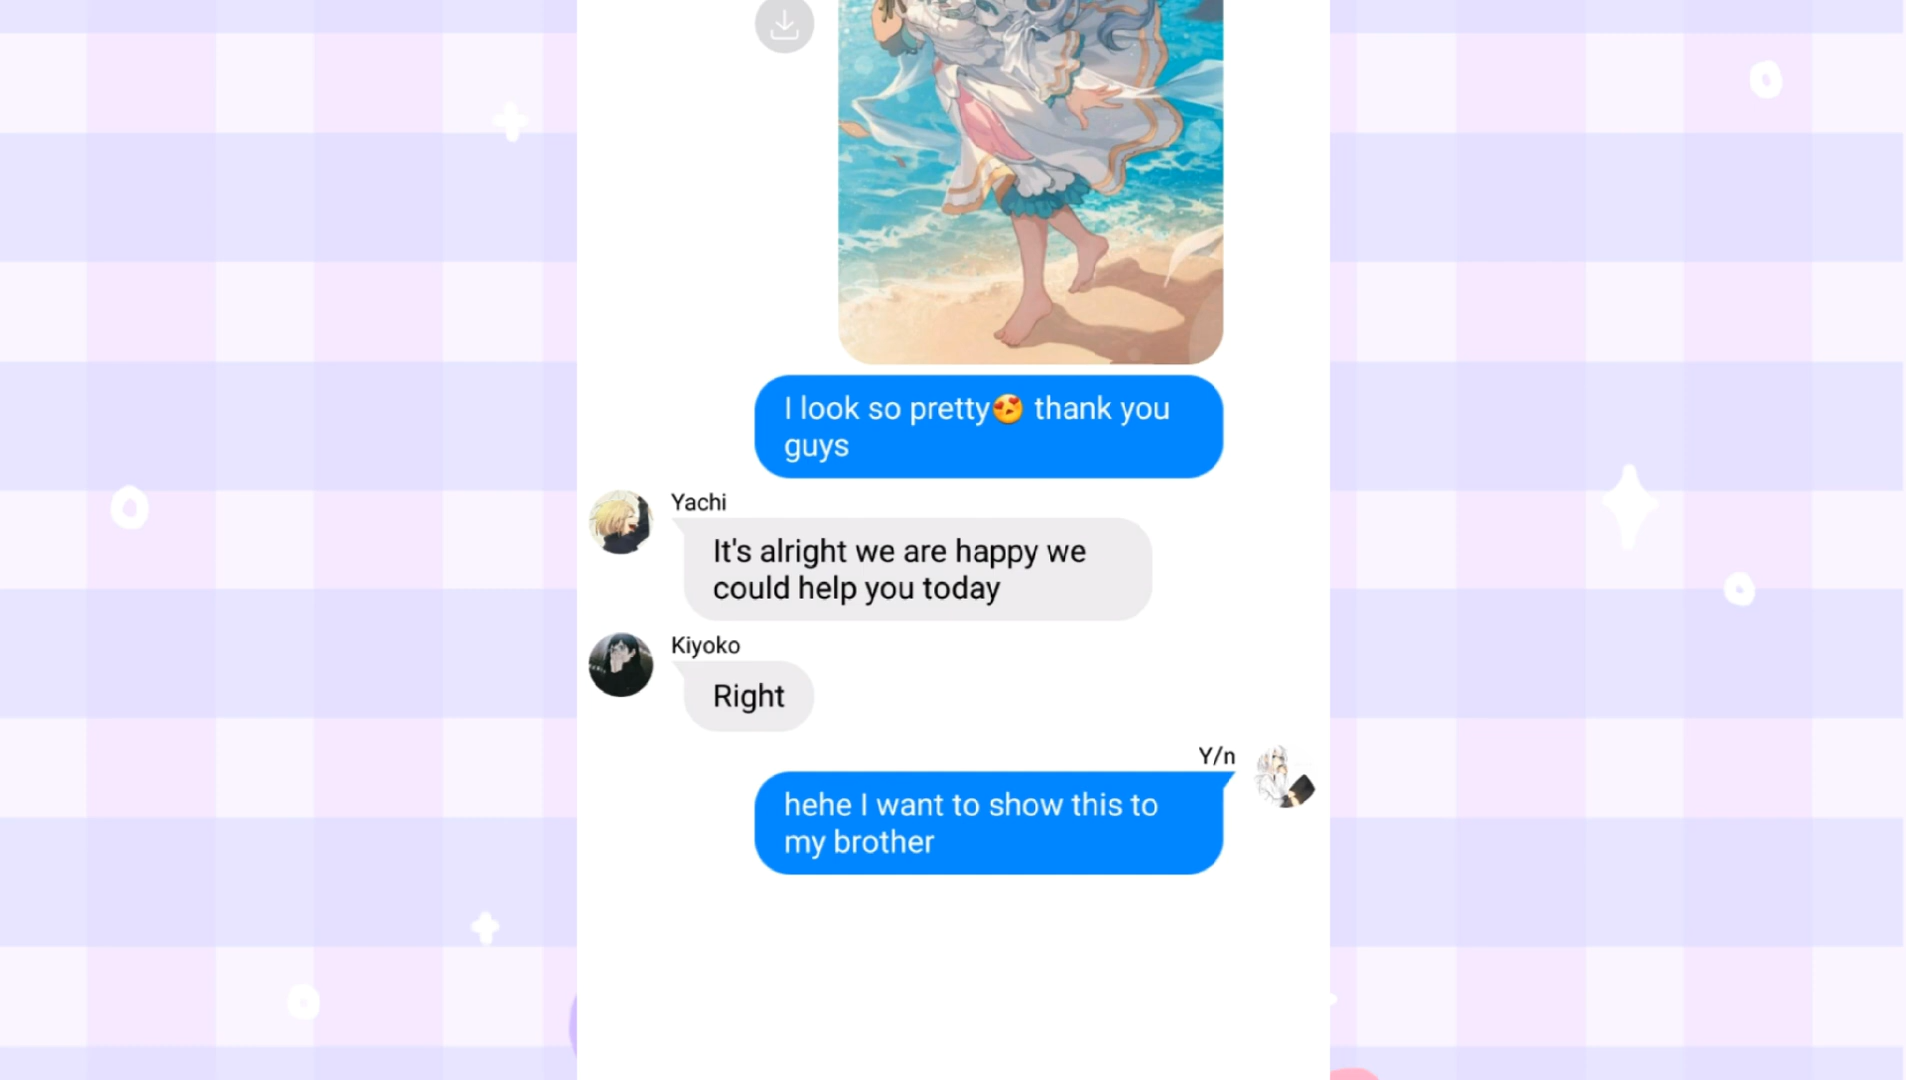 I look so pretty😍 thank you
guys
Yachi
It's alright we are happy we
could help you today
Kiyoko
Right
Y/n
hehe I want to show this to
my brother